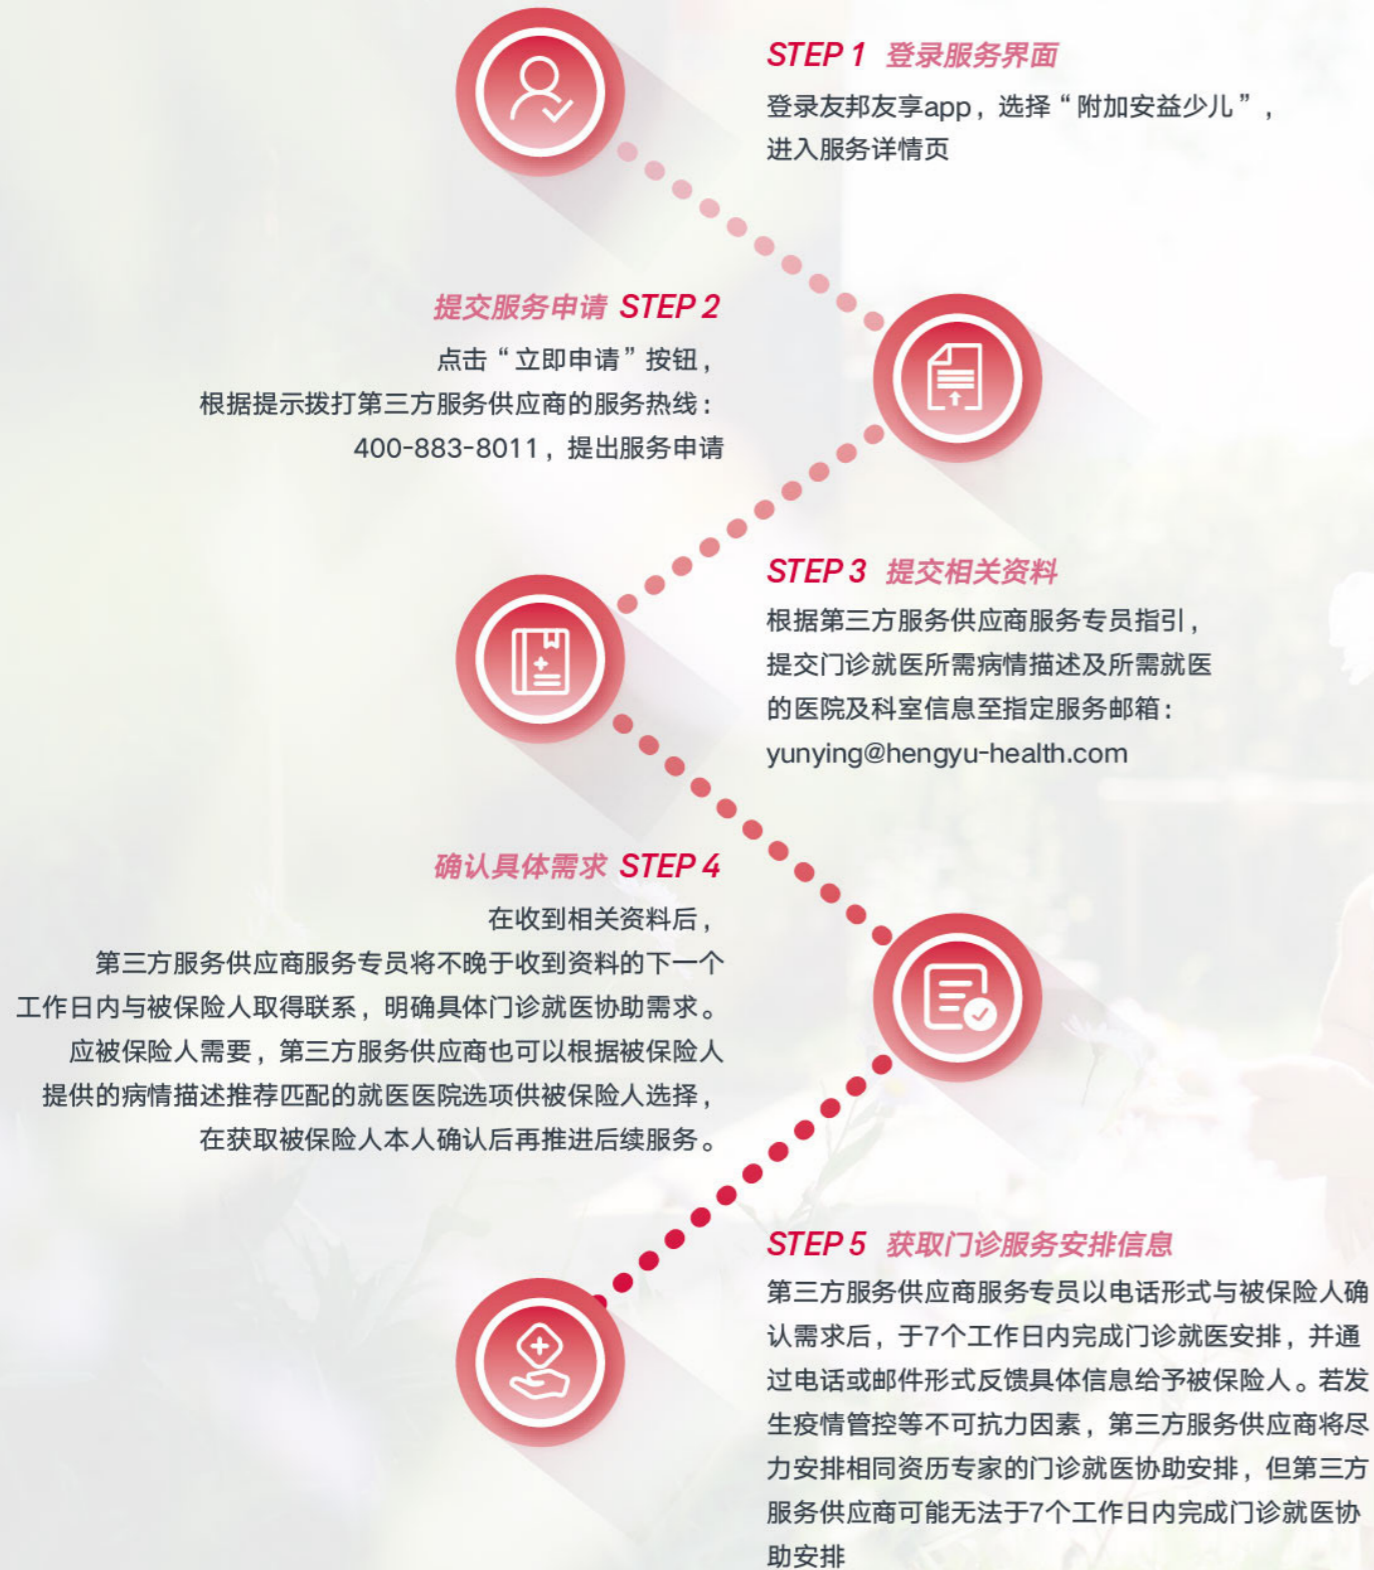 STEP 1 登录服务界面
登录友邦友享app，选择“附加安益少儿”，
进入服务详情页
提交服务申请 STEP 2
点击“立即申请”按钮，
根据提示拨打第三方服务供应商的服务热线：
400-883-8011，提出服务申请
STEP 3 提交相关资料
根据第三方服务供应商服务专员指引，
提交门诊就医所需病情描述及所需就医
的医院及科室信息至指定服务邮箱：
yunying@hengyu-health.com
确认具体需求 STEP 4
在收到相关资料后，
第三方服务供应商服务专员将不晚于收到资料的下一个
工作日内与被保险人取得联系，明确具体门诊就医协助需求。
应被保险人需要，第三方服务供应商也可以根据被保险人
提供的病情描述推荐匹配的就医医院选项供被保险人选择，
在获取被保险人本人确认后再推进后续服务。
STEP 5 获取门诊服务安排信息
第三方服务供应商服务专员以电话形式与被保险人确
认需求后，于7个工作日内完成门诊就医安排，并通
过电话或邮件形式反馈具体信息给予被保险人。若发
生疫情管控等不可抗力因素，第三方服务供应商将尽
力安排相同资历专家的门诊就医协助安排，但第三方
服务供应商可能无法于7个工作日内完成门诊就医协
助安排